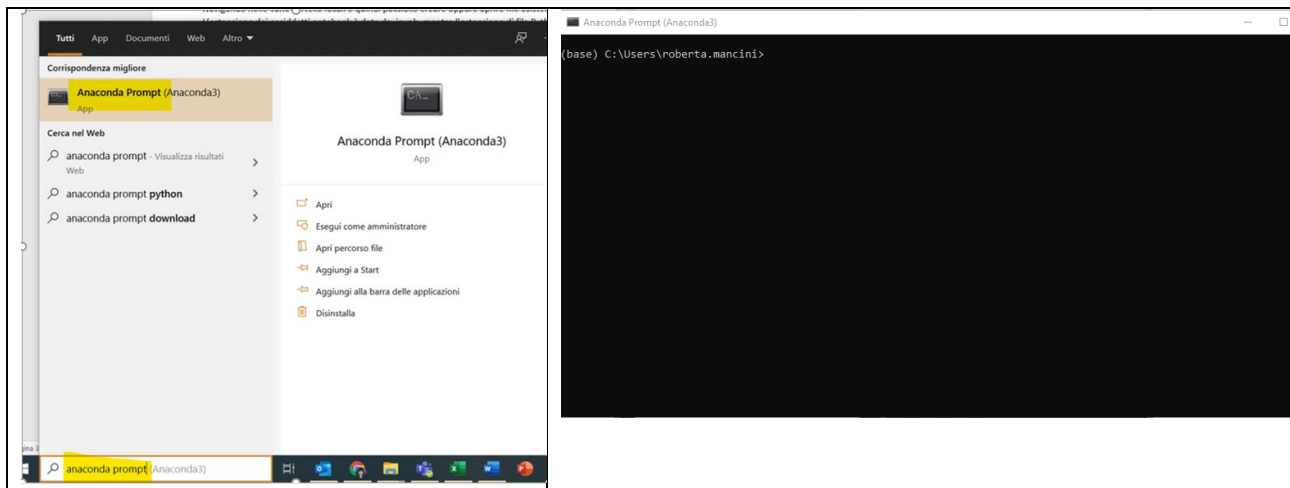 Tutti App Documenti Web Altro
Corrispondenza migliore
Anaconda Prompt (Anaconda3)
App
Cerca nel Web
anaconda prompt - Visualizza risultati
Web
anaconda prompt python
anaconda prompt download
anaconda prompt (Anaconda3)
Anaconda Prompt (Anaconda3)
App
Apri
Esegui come amministratore
Apri percorso file
Aggiungi a Start
Aggiungi alla barra delle applicazioni
Disinstalla
Anaconda Prompt (Anaconda3)
(base) C:\Users\roberta.mancini>